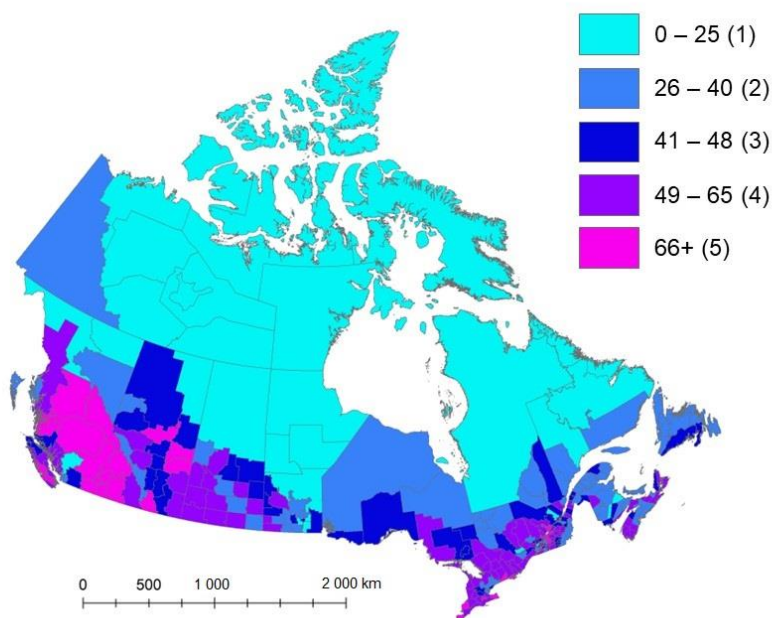 0 – 25 (1)
26 – 40 (2)
41 – 48 (3)
49 – 65 (4)
66+ (5)
0 500 1 000 2 000 km